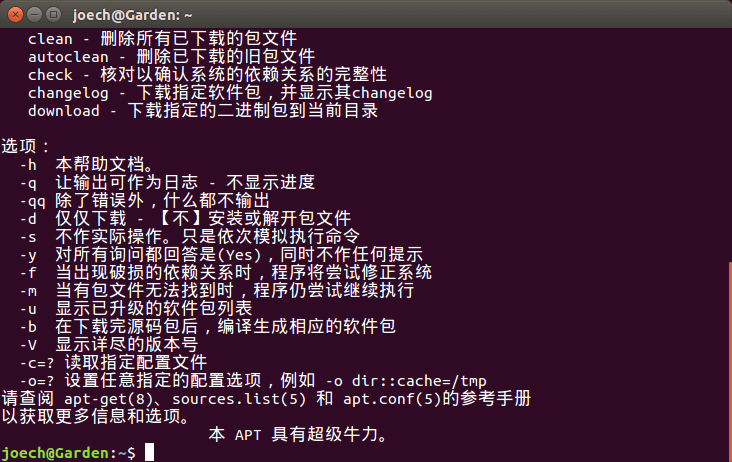 joech@Garden: ~
clean - 删除所有已下载的包文件
autoclean - 删除已下载的旧包文件
check - 核对以确认系统的依赖关系的完整性
changelog - 下载指定软件包，并显示其changelog
download - 下载指定的二进制包到当前目录
选项：
-h 本帮助文档。
-q 让输出可作为日志 - 不显示进度
-qq 除了错误外，什么都不输出
-d 仅仅下载 - 【不】安装或解开包文件
-s 不作实际操作。只是依次模拟执行命令
-y 对所有询问都回答是(Yes)，同时不作任何提示
-f 当出现破损的依赖关系时，程序将尝试修正系统
-m 当有包文件无法找到时，程序仍尝试继续执行
-u 显示已升级的软件包列表
-b 在下载完源码包后，编译生成相应的软件包
-V 显示详尽的版本号
-c=? 读取指定配置文件
-o=? 设置任意指定的配置选项，例如 -o dir::cache=/tmp
请查阅 apt-get(8)、sources.list(5) 和 apt.conf(5)的参考手册
以获取更多信息和选项。
本 APT 具有超级牛力。
joech@Garden:~$